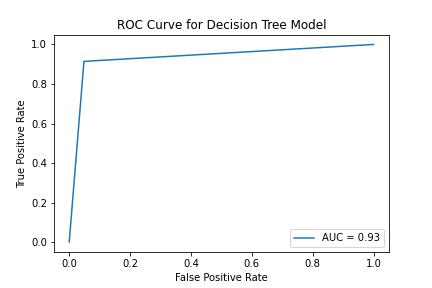 ROC Curve for Decision Tree Model
1.0
0.8
0.6
0.4
0.2
0.0
True Positive Rate
AUC = 0.93
0.0 0.2 0.4 0.6 0.8 1.0
False Positive Rate